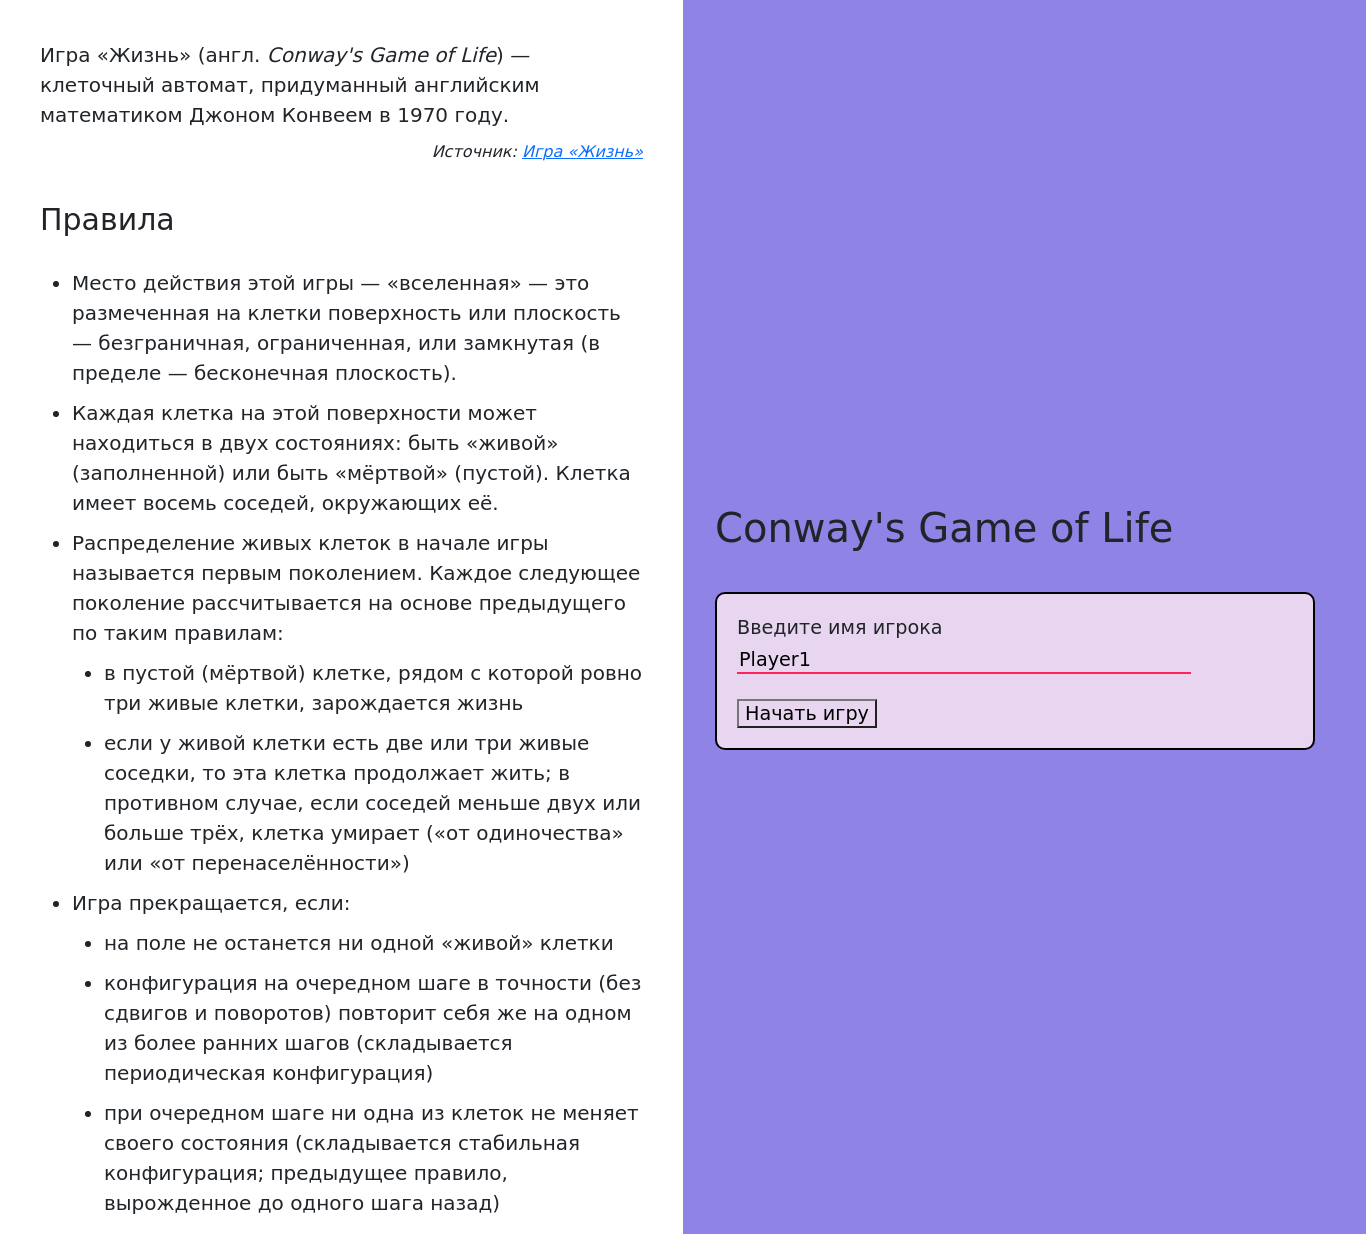 Игра «Жизнь» (англ. Conway's Game of Life) —
клеточный автомат, придуманный английским
математиком Джоном Конвеем в 1970 году.
Источник: Игра «Жизнь»
Правила
Место действия этой игры — «вселенная» — это
размеченная на клетки поверхность или плоскость
— безграничная, ограниченная, или замкнутая (в
пределе — бесконечная плоскость).
Каждая клетка на этой поверхности может
находиться в двух состояниях: быть «живой»
(заполненной) или быть «мёртвой» (пустой). Клетка
имеет восемь соседей, окружающих её.
Распределение живых клеток в начале игры
называется первым поколением. Каждое следующее
поколение рассчитывается на основе предыдущего
по таким правилам:
в пустой (мёртвой) клетке, рядом с которой ровно
три живые клетки, зарождается жизнь
если у живой клетки есть две или три живые
соседки, то эта клетка продолжает жить; в
противном случае, если соседей меньше двух или
больше трёх, клетка умирает («от одиночества»
или «от перенаселённости»)
Игра прекращается, если:
на поле не останется ни одной «живой» клетки
конфигурация на очередном шаге в точности (без
сдвигов и поворотов) повторит себя же на одном
из более ранних шагов (складывается
периодическая конфигурация)
при очередном шаге ни одна из клеток не меняет
своего состояния (складывается стабильная
конфигурация; предыдущее правило,
вырожденное до одного шага назад)
Conway's Game of Life
Введите имя игрока
Player1
Начать игру